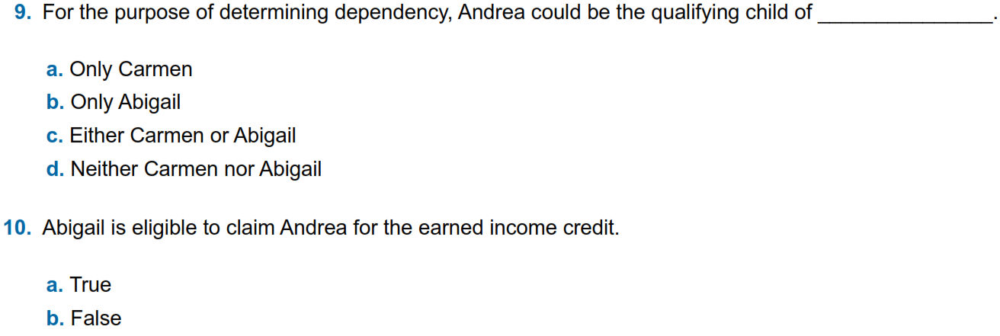 9. For the purpose of determining dependency, Andrea could be the qualifying child of _______________.
a. Only Carmen
b. Only Abigail
c. Either Carmen or Abigail
d. Neither Carmen nor Abigail
10. Abigail is eligible to claim Andrea for the earned income credit.
a. True
b. False